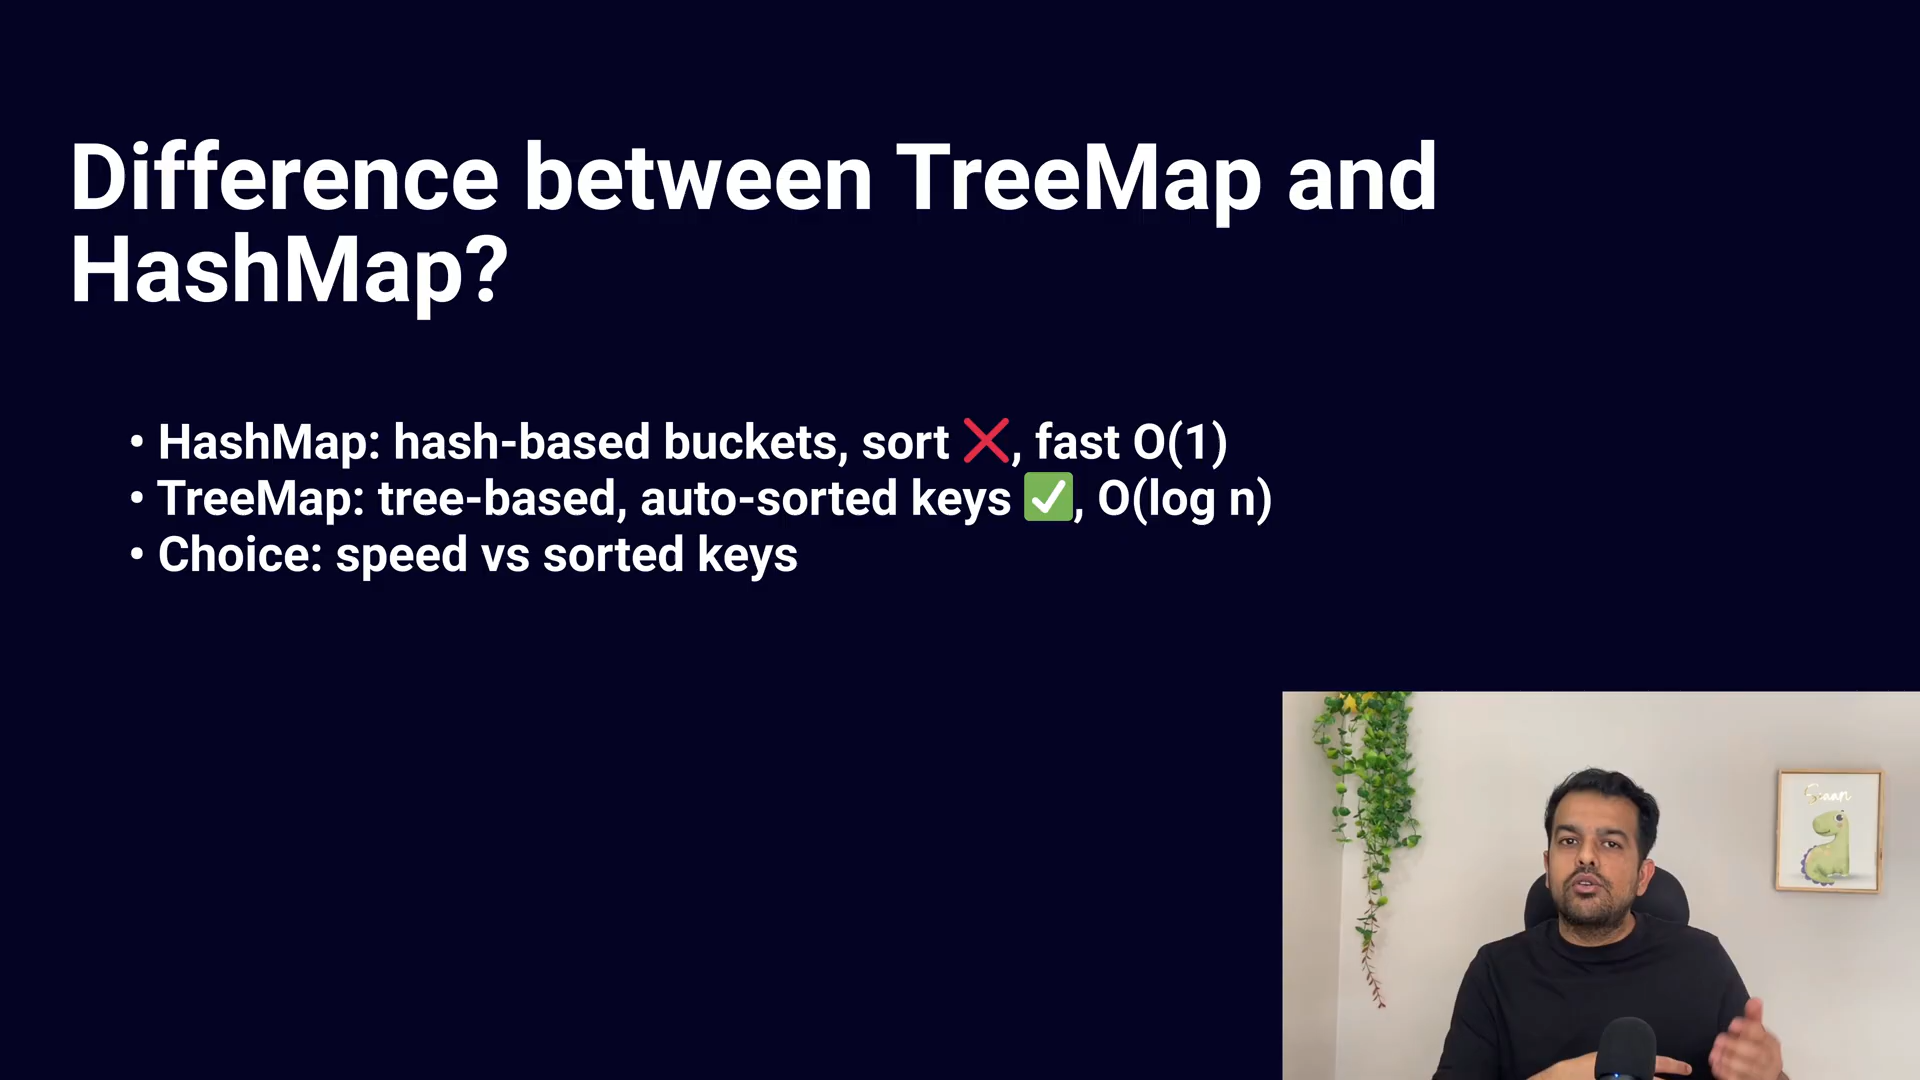 Difference between TreeMap and
HashMap?
• HashMap: hash-based buckets, sort ❌, fast O(1)
• TreeMap: tree-based, auto-sorted keys ✅, O(log n)
• Choice: speed vs sorted keys